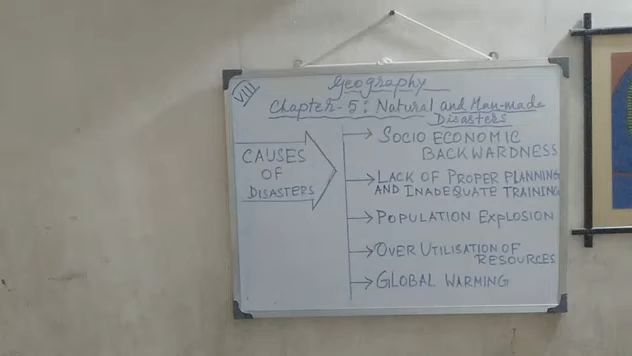 VIII
Geography
Chapter-5: Natural and Man-made
Disasters
CAUSES
OF
DISASTERS
SOCIO ECONOMIC
BACKWARDNESS
LACK OF PROPER PLANNING
AND INADEQUATE TRAINING
POPULATION EXPLOSION
OVER UTILISATION OF
RESOURCES
GLOBAL WARMING